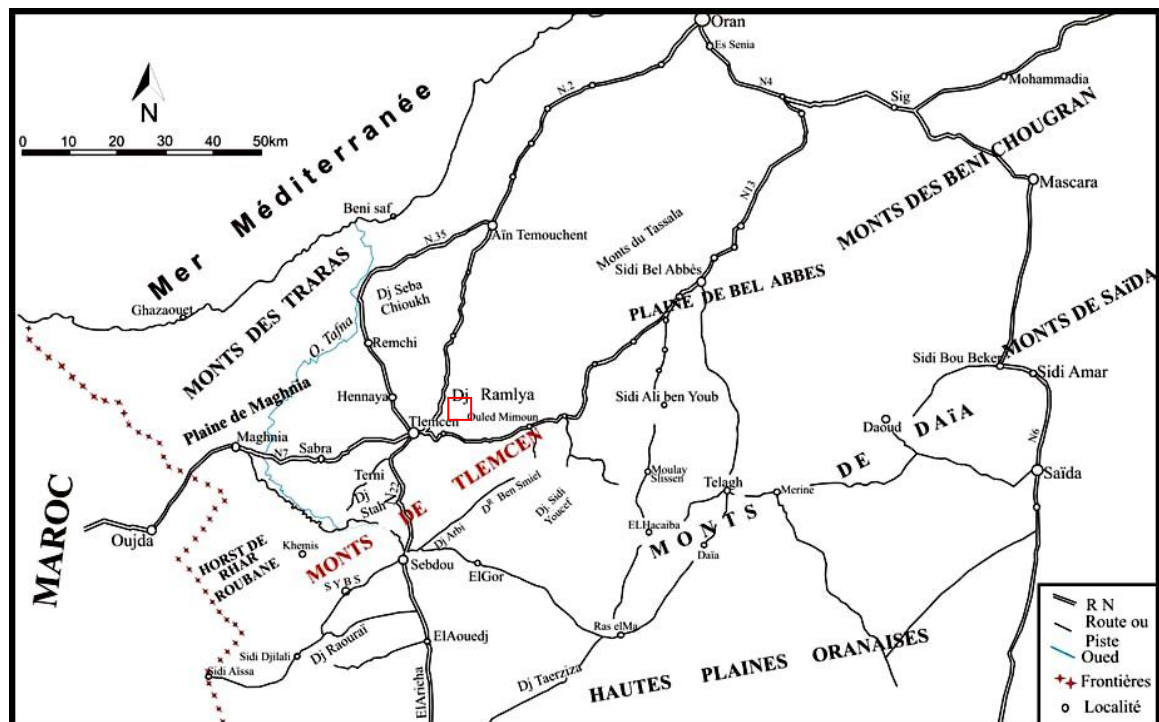 Oran
Es Senia
N4
Mohammadia
Sig
N.2
N
0 10 20 30 40 50km
Mer Méditerranée
MONTS DES BENI CHOUGRAN
N13
Mascara
Beni saf
N.35
Aïn Temouchent
Monts du Tassala
Sidi Bel Abbès
PLAINE DE BEL ABBES
Dj Seba
Chioukh
Ghazaouet
MONTS DES TRARAS
O. Tafna
Remchi
MONTS DE SAïDA
Sidi Bou Beker
Sidi Amar
Hennaya
Dj Ramlya
Ouled Mimoun
Sidi Ali ben Youb
Plaine de Maghnia
Tlemcen
Daoud
Maghnia
N7
Sabra
N6
Saïda
MONTS DE TLEMCEN
Terni
Dj
Stah
N22
Dᴿ Ben Smiel
Dj. Sidi
Youcef
Moulay
Slissen
Telagh
Merine
MONTS DE DAÏA
Oujda
MAROC
HORST DE
RHAR
ROUBANE
Khemis
Dj Arbi
ELHacaiba
Daïa
Sebdou
ElGor
S Y B S
Ras elMa
ElAouedj
Dj Raouraï
Sidi Djilali
Sidi Aïssa
ElAricha
Dj Taerziza
HAUTES PLAINES ORANAISES
R N
Route ou
Piste
Oued
Frontières
Localité